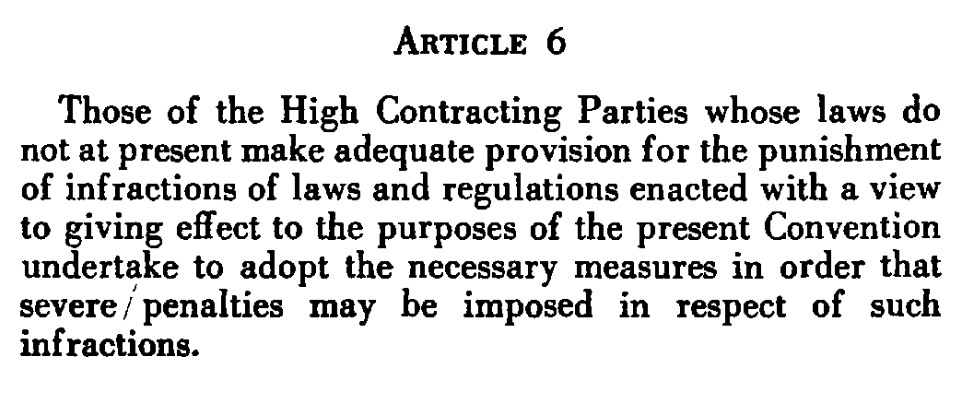 ARTICLE 6
Those of the High Contracting Parties whose laws do
not at present make adequate provision for the punishment
of infractions of laws and regulations enacted with a view
to giving effect to the purposes of the present Convention
undertake to adopt the necessary measures in order that
severe penalties may be imposed in respect of such
infractions.